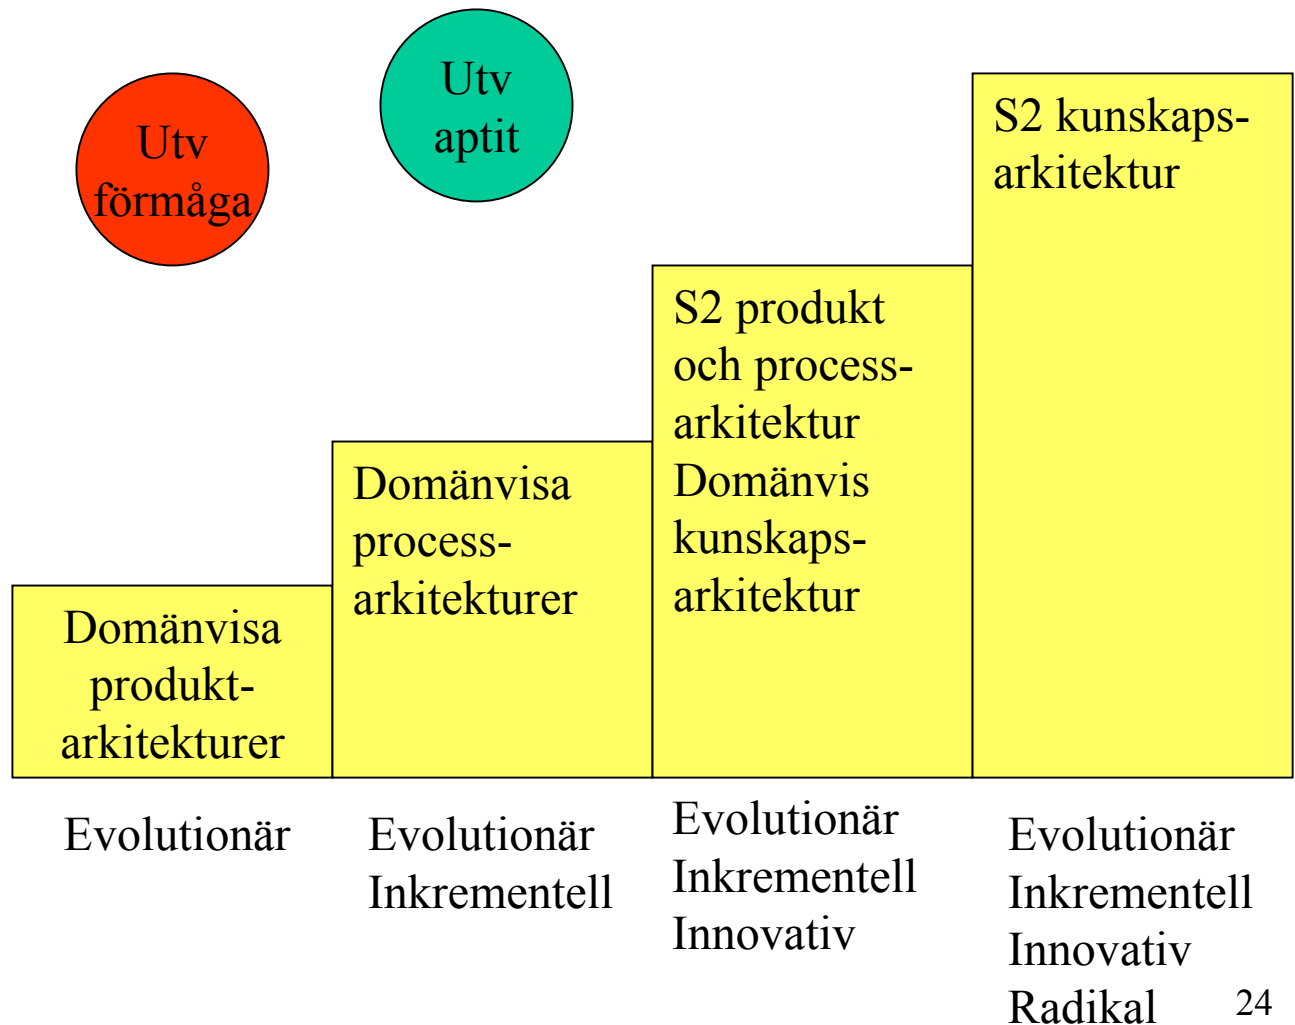 Utv
förmåga
Utv
aptit
Domänvisa
produkt-
arkitekturer
Domänvisa
process-
arkitekturer
S2 produkt
och process-
arkitektur
Domänvis
kunskaps-
arkitektur
S2 kunskaps-
arkitektur
Evolutionär
Evolutionär
Inkrementell
Evolutionär
Inkrementell
Innovativ
Evolutionär
Inkrementell
Innovativ
Radikal
24